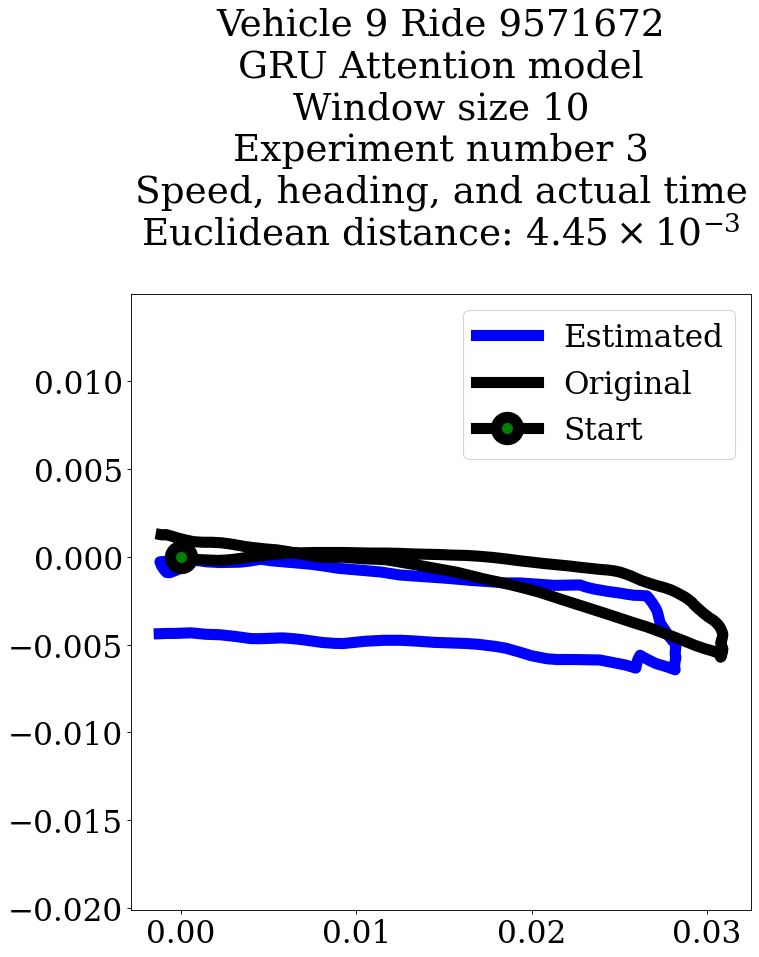 Vehicle 9 Ride 9571672
GRU Attention model
Window size 10
Experiment number 3
Speed, heading, and actual time
Euclidean distance: 4.45 × 10⁻³
Estimated
Original
Start
0.010
0.005
0.000
−0.005
−0.010
−0.015
−0.020
0.00 0.01 0.02 0.03